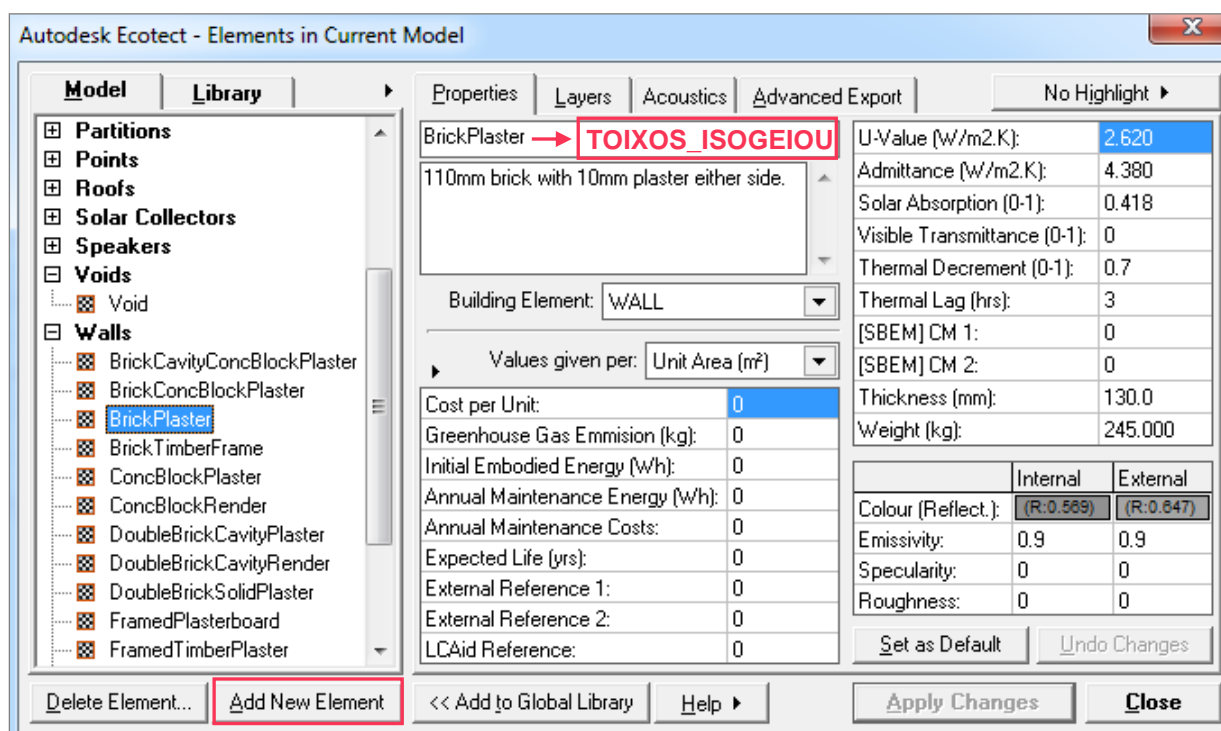 Autodesk Ecotect - Elements in Current Model
X
Model Library
Partitions
Points
Roofs
Solar Collectors
Speakers
Voids
Void
Walls
BrickCavityConcBlockPlaster
BrickConcBlockPlaster
BrickPlaster
BrickTimberFrame
ConcBlockPlaster
ConcBlockRender
DoubleBrickCavityPlaster
DoubleBrickCavityRender
DoubleBrickSolidPlaster
FramedPlasterboard
FramedTimberPlaster
Delete Element... Add New Element
Properties Layers Acoustics Advanced Export
No Highlight
BrickPlaster → TOIXOS_ISOGEIOU
110mm brick with 10mm plaster either side.
Building Element: WALL
Values given per: Unit Area (m²)
Cost per Unit: 0
Greenhouse Gas Emmision (kg): 0
Initial Embodied Energy (Wh): 0
Annual Maintenance Energy (Wh): 0
Annual Maintenance Costs: 0
Expected Life (yrs): 0
External Reference 1: 0
External Reference 2: 0
LCAid Reference: 0
<< Add to Global Library Help
U-Value (W/m2.K): 2.620
Admittance (W/m2.K): 4.380
Solar Absorption (0-1): 0.418
Visible Transmittance (0-1): 0
Thermal Decrement (0-1): 0.7
Thermal Lag (hrs): 3
[SBEM] CM 1: 0
[SBEM] CM 2: 0
Thickness (mm): 130.0
Weight (kg): 245.000
Internal External
Colour (Reflect.): (R:0.569) (R:0.647)
Emissivity: 0.9 0.9
Specularity: 0 0
Roughness: 0 0
Set as Default Undo Changes
Apply Changes Close